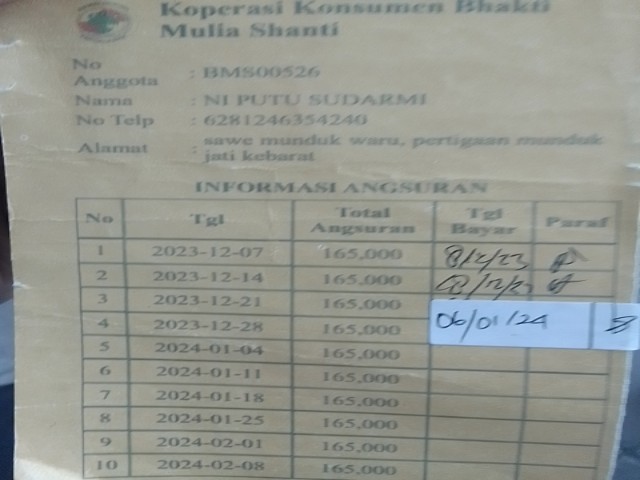 Koperasi Konsumen Bhakti
Mulia Shanti
No Anggota : BMS00526
Nama : NI PUTU SUDARMI
No Telp : 6281246354240
Alamat : sawe munduk waru, pertigaan munduk
jati kebarat
INFORMASI ANGSURAN
No Tgl Total Angsuran Tgl Bayar Paraf
1 2023-12-07 165,000 8/12/23
2 2023-12-14 165,000
3 2023-12-21 165,000
4 2023-12-28 165,000 06/01/24
5 2024-01-04 165,000
6 2024-01-11 165,000
7 2024-01-18 165,000
8 2024-01-25 165,000
9 2024-02-01 165,000
10 2024-02-08 165,000